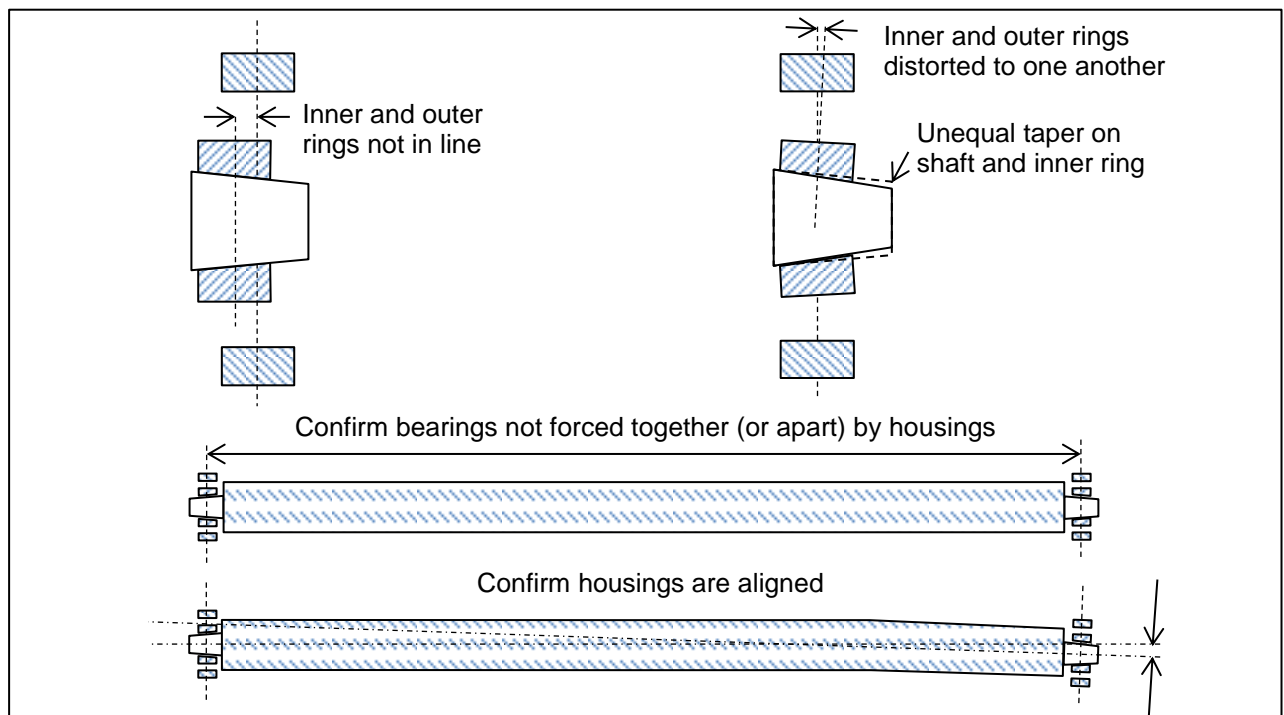 Inner and outer
rings not in line
Inner and outer rings
distorted to one another
Unequal taper on
shaft and inner ring
Confirm bearings not forced together (or apart) by housings
Confirm housings are aligned